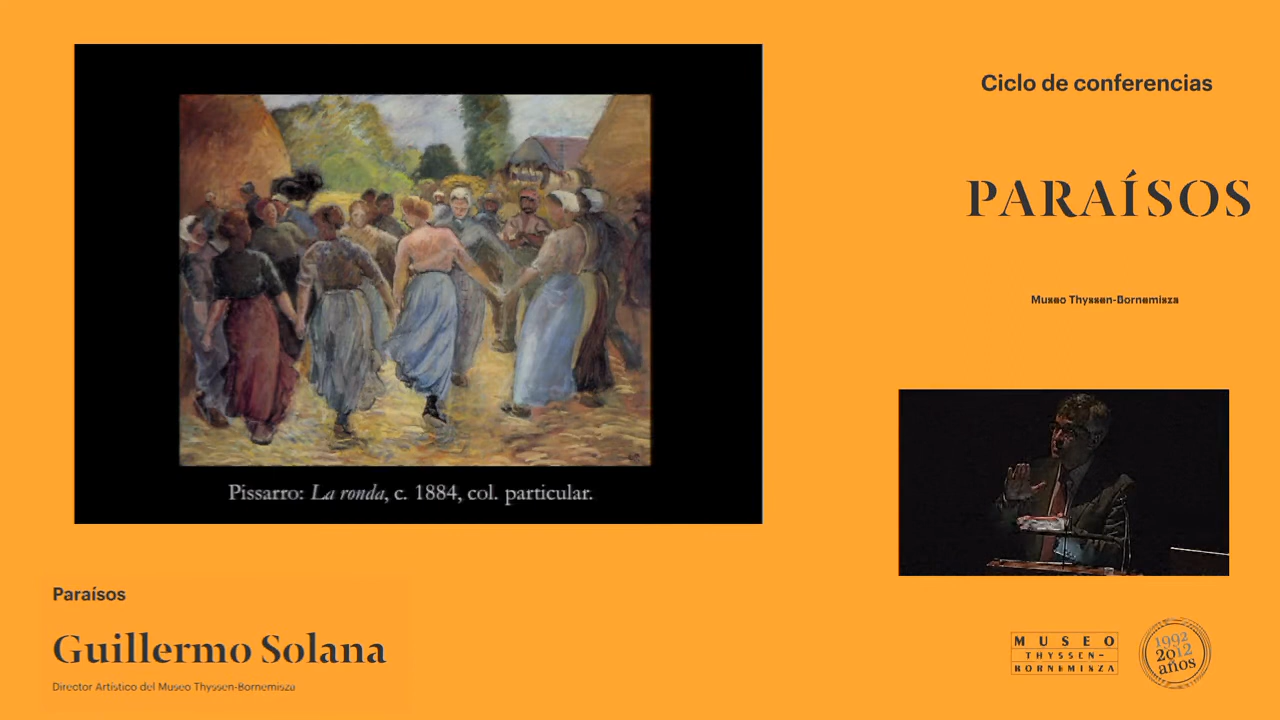 Ciclo de conferencias
PARAÍSOS
Museo Thyssen-Bornemisza
Pissarro: La ronda, c. 1884, col. particular.
Paraísos
Guillermo Solana
Director Artístico del Museo Thyssen-Bornemisza
MUSEO
THYSSEN-
BORNEMISZA
1992
2012
años